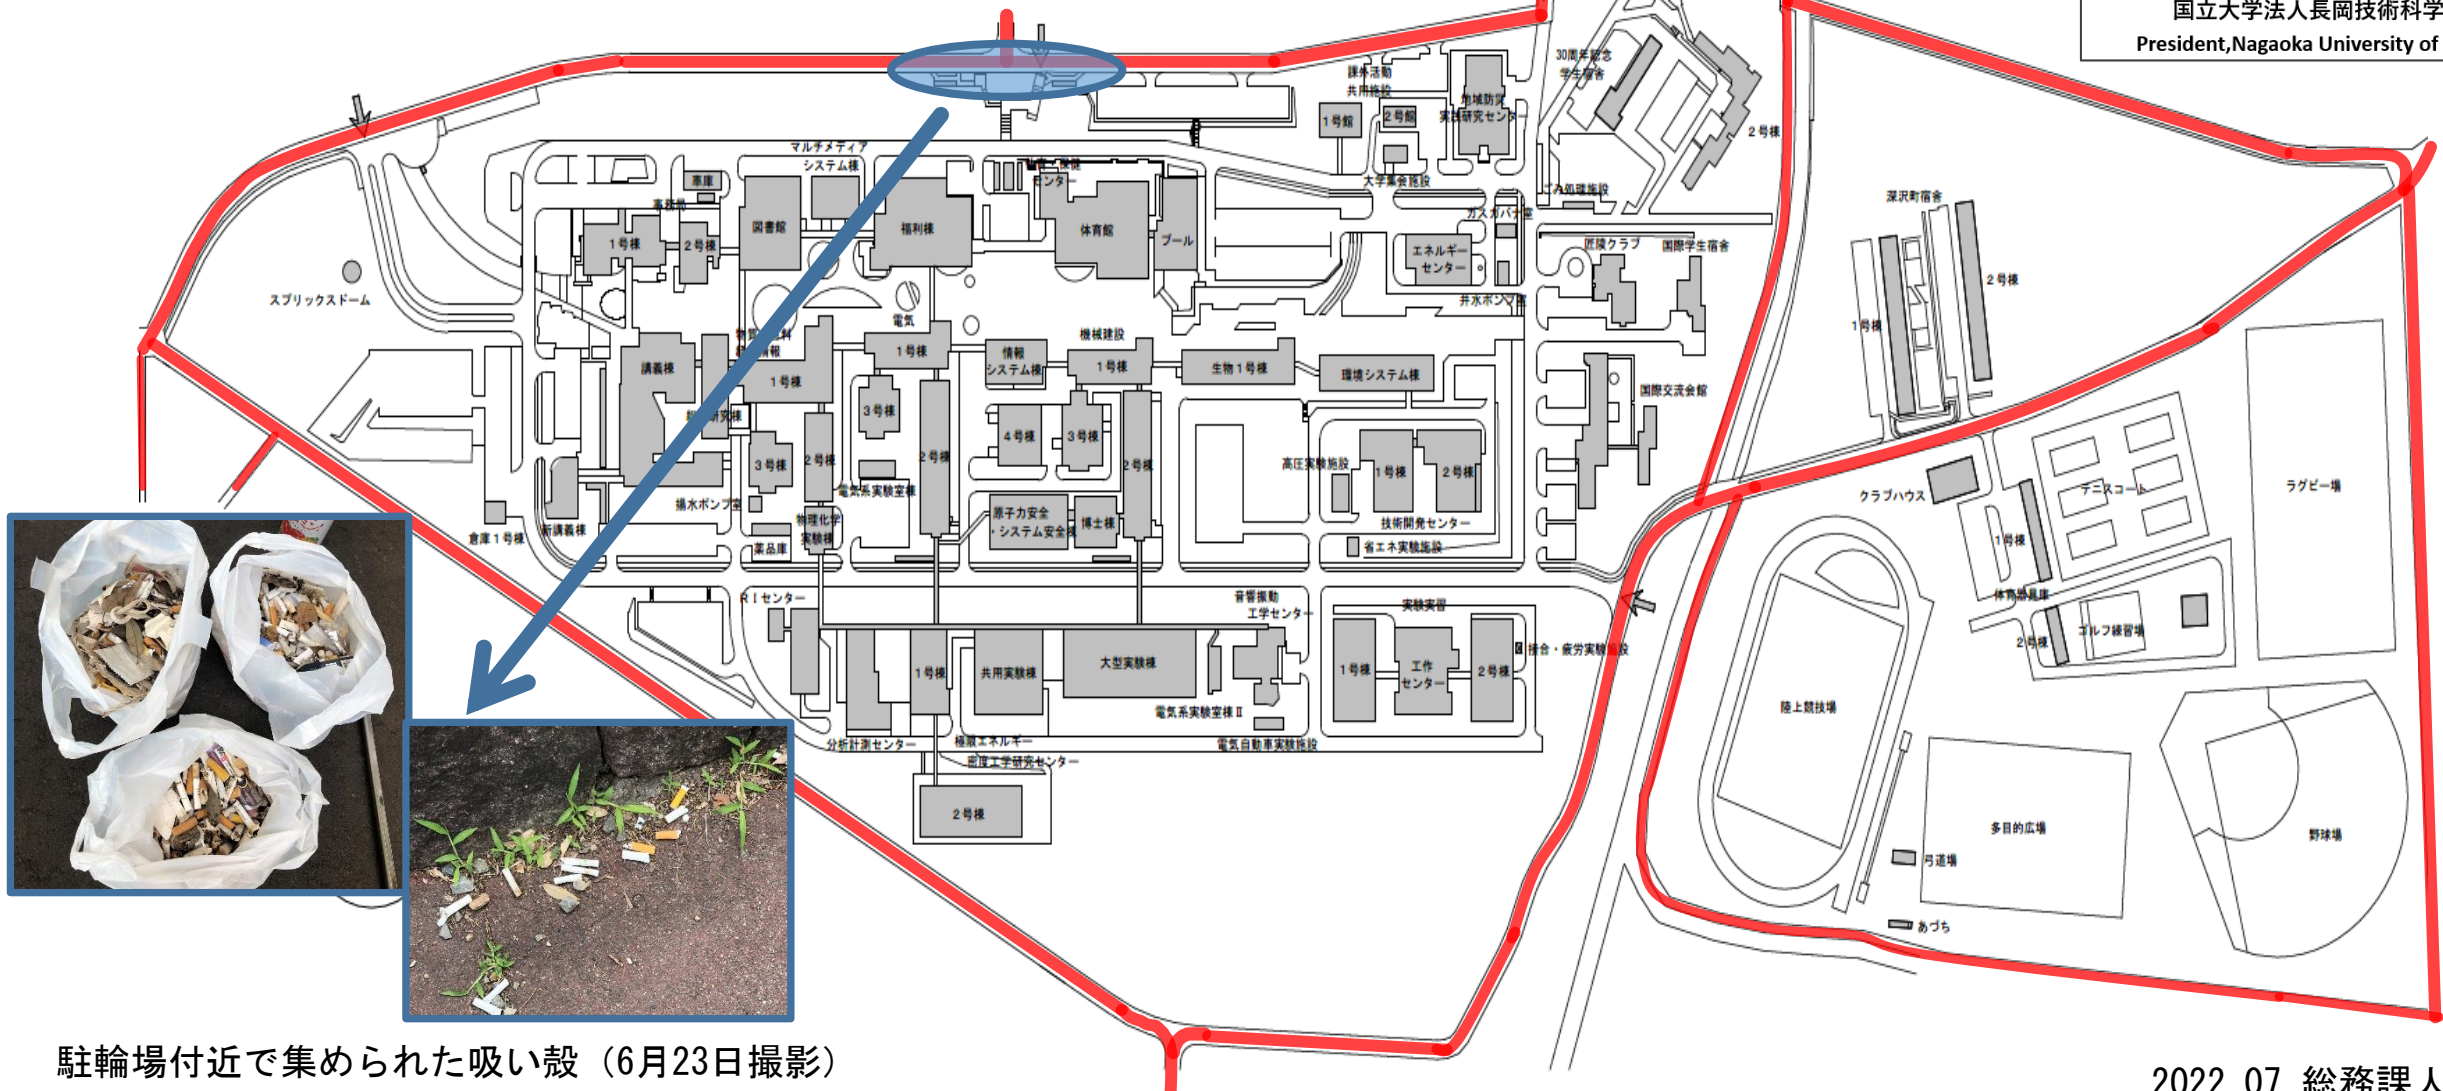 国立大学法人長岡技術科学
President,Nagaoka University of
30周年記念
学生宿舎
2号棟
課外活動
共用施設
1号館
2号館
地域防災
実践研究センター
大学集会施設
ごみ処理施設
ガスガバナ室
エネルギー
センター
井水ポンプ室
匠陵クラブ
国際学生宿舎
国際交流会館
深沢町宿舎
1号棟
2号棟
マルチメディア
システム棟
車庫
事務局
1号棟
2号棟
図書館
福利棟
センター
体育館
プール
スプリックスドーム
電気
1号棟
情報
システム棟
機械建設
1号棟
生物1号棟
環境システム棟
講義棟
1号棟
3号棟
4号棟
3号棟
3号棟
2号棟
2号棟
2号棟
電気系実験室棟
揚水ポンプ室
倉庫1号棟
新講義棟
薬品庫
物理化学
実験棟
原子力安全
・システム安全棟
博士棟
高圧実験施設
1号棟
2号棟
技術開発センター
省エネ実験施設
クラブハウス
テニスコート
ラグビー場
1号棟
体育器具庫
2号棟
ゴルフ練習場
RIセンター
音響振動
工学センター
実験実習
1号棟
共用実験棟
大型実験棟
1号棟
工作
センター
2号棟
接合・疲労実験施設
電気系実験室棟Ⅱ
分析計測センター
極限エネルギー
密度工学研究センター
電気自動車実験施設
2号棟
陸上競技場
多目的広場
弓道場
あづち
野球場
駐輪場付近で集められた吸い殻（6月23日撮影）
2022.07 総務課人